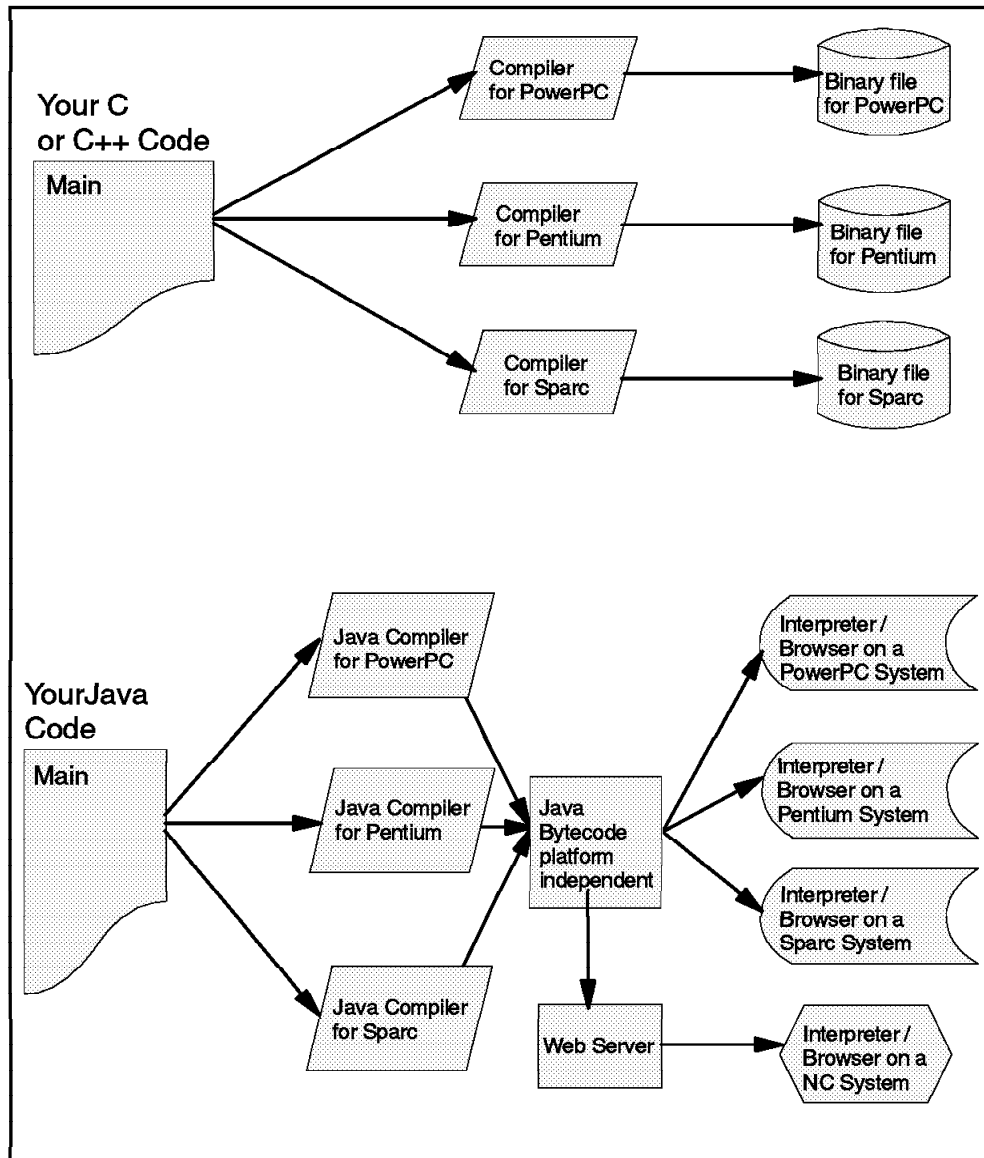 Your C
or C++ Code
Main
Compiler
for PowerPC
Binary file
for PowerPC
Compiler
for Pentium
Binary file
for Pentium
Compiler
for Sparc
Binary file
for Sparc
YourJava
Code
Main
Java Compiler
for PowerPC
Java Compiler
for Pentium
Java Compiler
for Sparc
Java
Bytecode
platform
independent
Interpreter /
Browser on a
PowerPC System
Interpreter /
Browser on a
Pentium System
Interpreter /
Browser on a
Sparc System
Web Server
Interpreter /
Browser on a
NC System